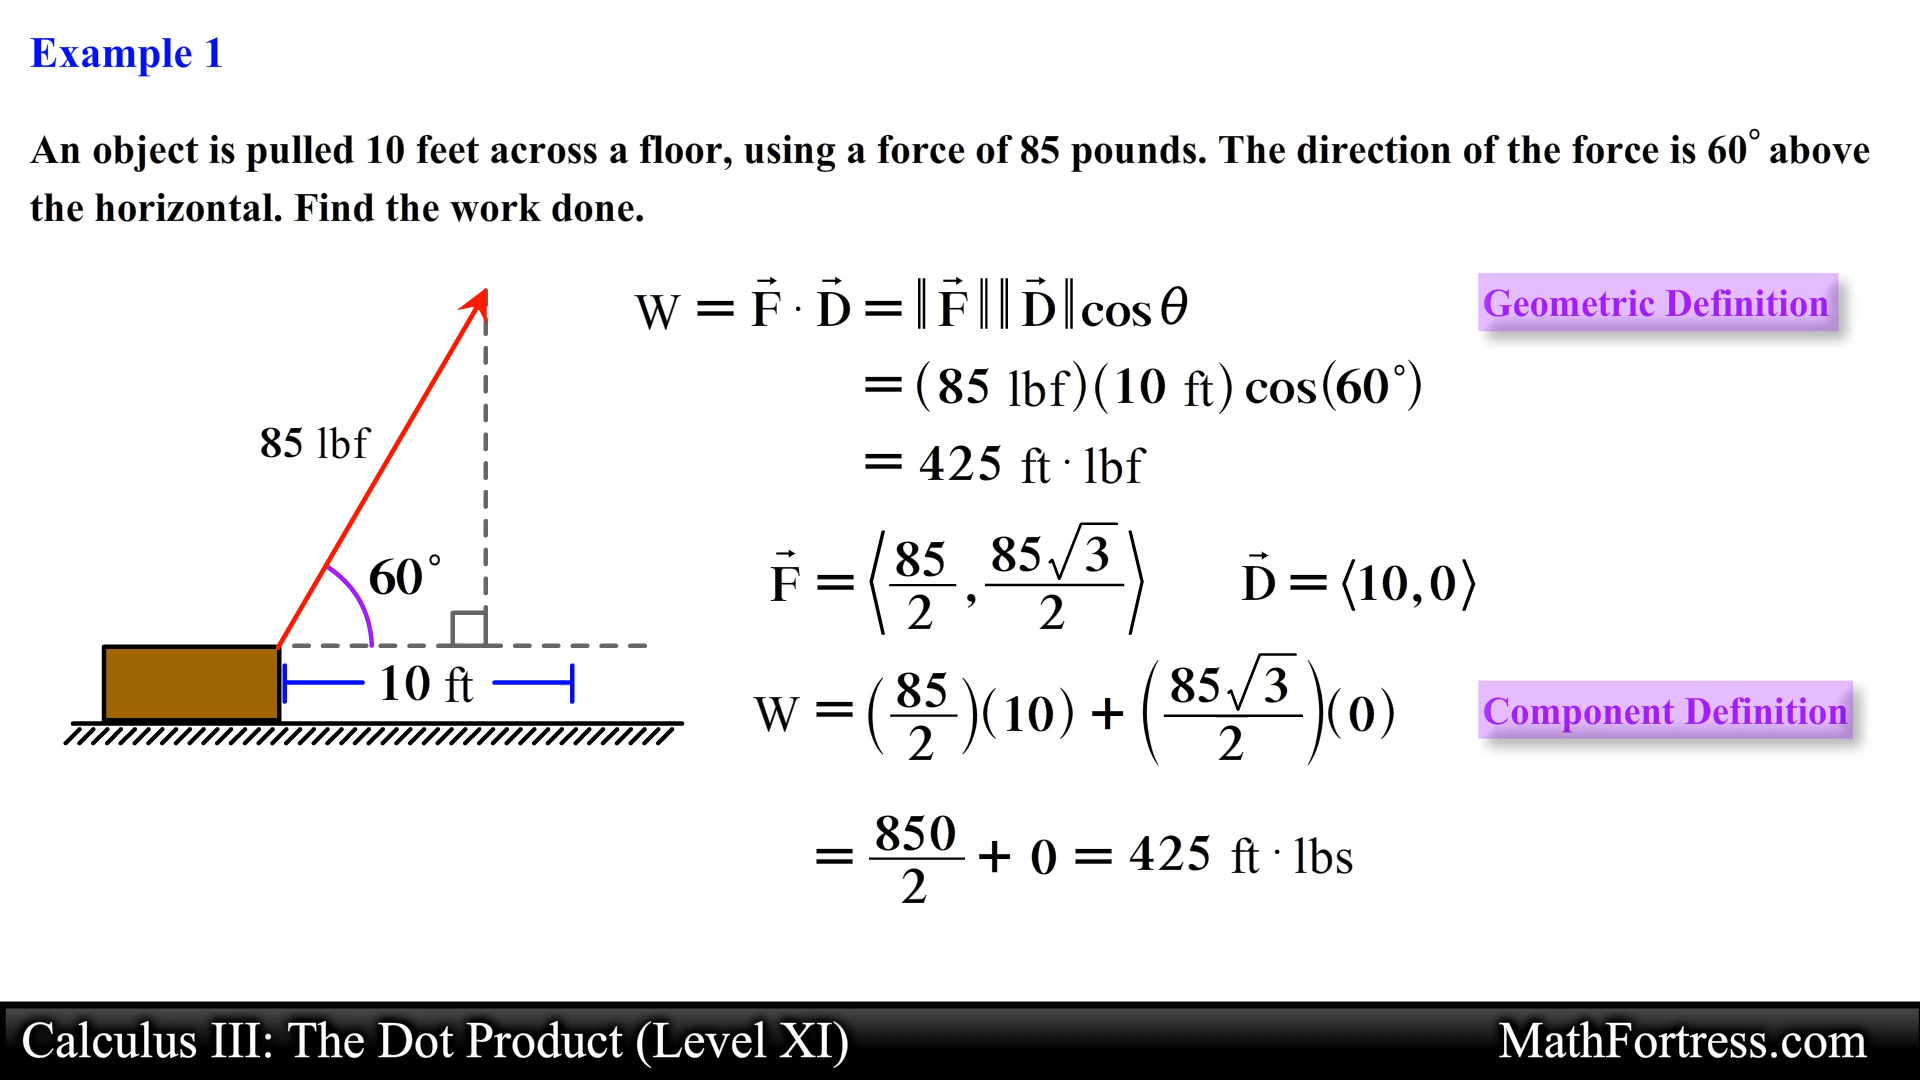 Example 1
An object is pulled 10 feet across a floor, using a force of 85 pounds. The direction of the force is 60° above
the horizontal. Find the work done.
W = F⃗ · D⃗ = ‖F⃗‖‖D⃗‖cos θ
Geometric Definition
= (85 lbf)(10 ft) cos(60°)
= 425 ft · lbf
85 lbf
60°
10 ft
F⃗ = ⟨85/2, 85√3/2⟩ D⃗ = ⟨10,0⟩
W = (85/2)(10) + (85√3/2)(0)
Component Definition
= 850/2 + 0 = 425 ft · lbs
Calculus III: The Dot Product (Level XI)
MathFortress.com